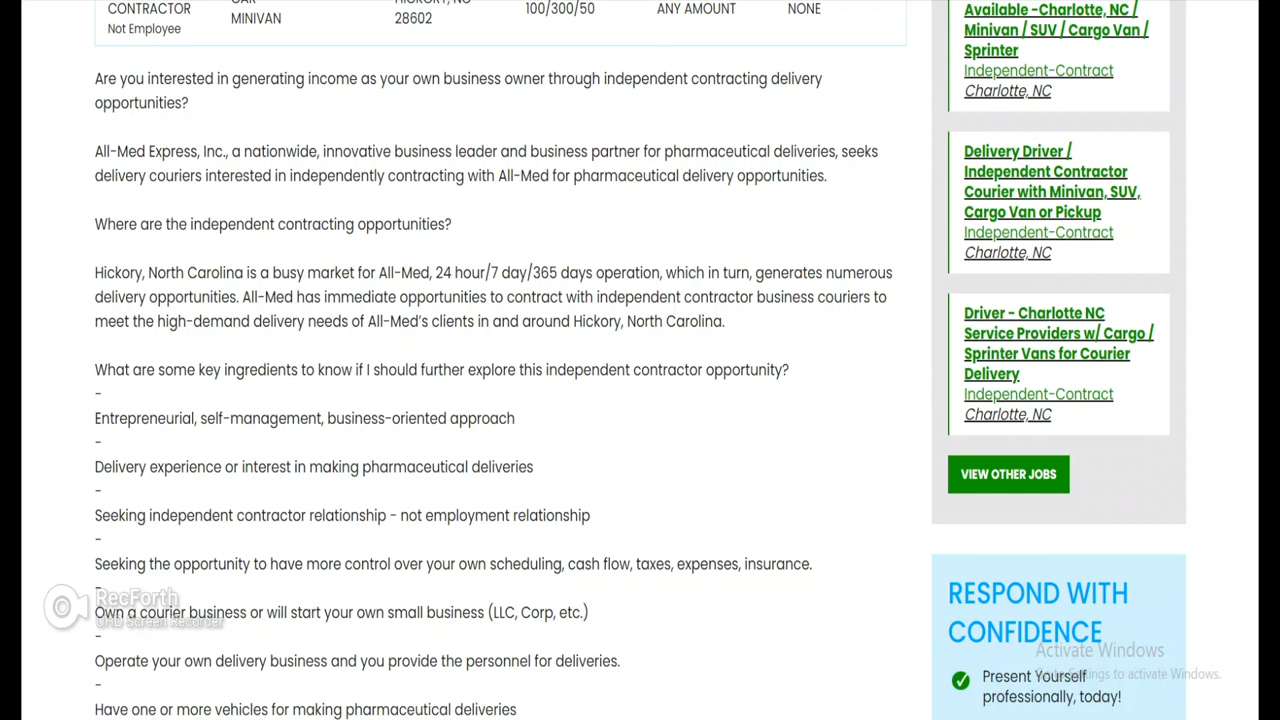 CONTRACTOR
Not Employee
CAR
MINIVAN
HICKORY, NC
28602
100/300/50
ANY AMOUNT
NONE
Are you interested in generating income as your own business owner through independent contracting delivery
opportunities?
All-Med Express, Inc., a nationwide, innovative business leader and business partner for pharmaceutical deliveries, seeks
delivery couriers interested in independently contracting with All-Med for pharmaceutical delivery opportunities.
Where are the independent contracting opportunities?
Hickory, North Carolina is a busy market for All-Med, 24 hour/7 day/365 days operation, which in turn, generates numerous
delivery opportunities. All-Med has immediate opportunities to contract with independent contractor business couriers to
meet the high-demand delivery needs of All-Med’s clients in and around Hickory, North Carolina.
What are some key ingredients to know if I should further explore this independent contractor opportunity?
-
Entrepreneurial, self-management, business-oriented approach
-
Delivery experience or interest in making pharmaceutical deliveries
-
Seeking independent contractor relationship - not employment relationship
-
Seeking the opportunity to have more control over your own scheduling, cash flow, taxes, expenses, insurance.
-
Own a courier business or will start your own small business (LLC, Corp, etc.)
-
Operate your own delivery business and you provide the personnel for deliveries.
-
Have one or more vehicles for making pharmaceutical deliveries
Available -Charlotte, NC /
Minivan / SUV / Cargo Van /
Sprinter
Independent-Contract
Charlotte, NC
Delivery Driver /
Independent Contractor
Courier with Minivan, SUV,
Cargo Van or Pickup
Independent-Contract
Charlotte, NC
Driver - Charlotte NC
Service Providers w/ Cargo /
Sprinter Vans for Courier
Delivery
Independent-Contract
Charlotte, NC
VIEW OTHER JOBS
RESPOND WITH
CONFIDENCE
Present Yourself
professionally, today!
Activate Windows
Go to Settings to activate Windows.
RecForth
UHD Screen Recorder